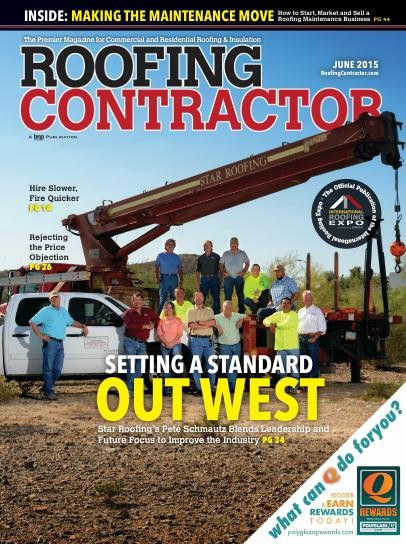 INSIDE: MAKING THE MAINTENANCE MOVE How to Start, Market and Sell a
Roofing Maintenance Business PG 44
The Premier Magazine for Commercial and Residential Roofing & Insulation
ROOFING
CONTRACTOR
JUNE 2015
RoofingContractor.com
A bnp PUBLICATION
STAR ROOFING
Hire Slower,
Fire Quicker
PG 14
Rejecting
the Price
Objection
PG 26
The Official Publication
of the International Roofing Expo
INTERNATIONAL
ROOFING
EXPO
SETTING A STANDARD
OUT WEST
Star Roofing's Pete Schmautz Blends Leadership and
Future Focus to Improve the Industry PG 34
what can Q do for you?
REGISTER
& EARN
REWARDS
TODAY!
polyglassqrewards.com
Q
REWARDS
POLYGLASS